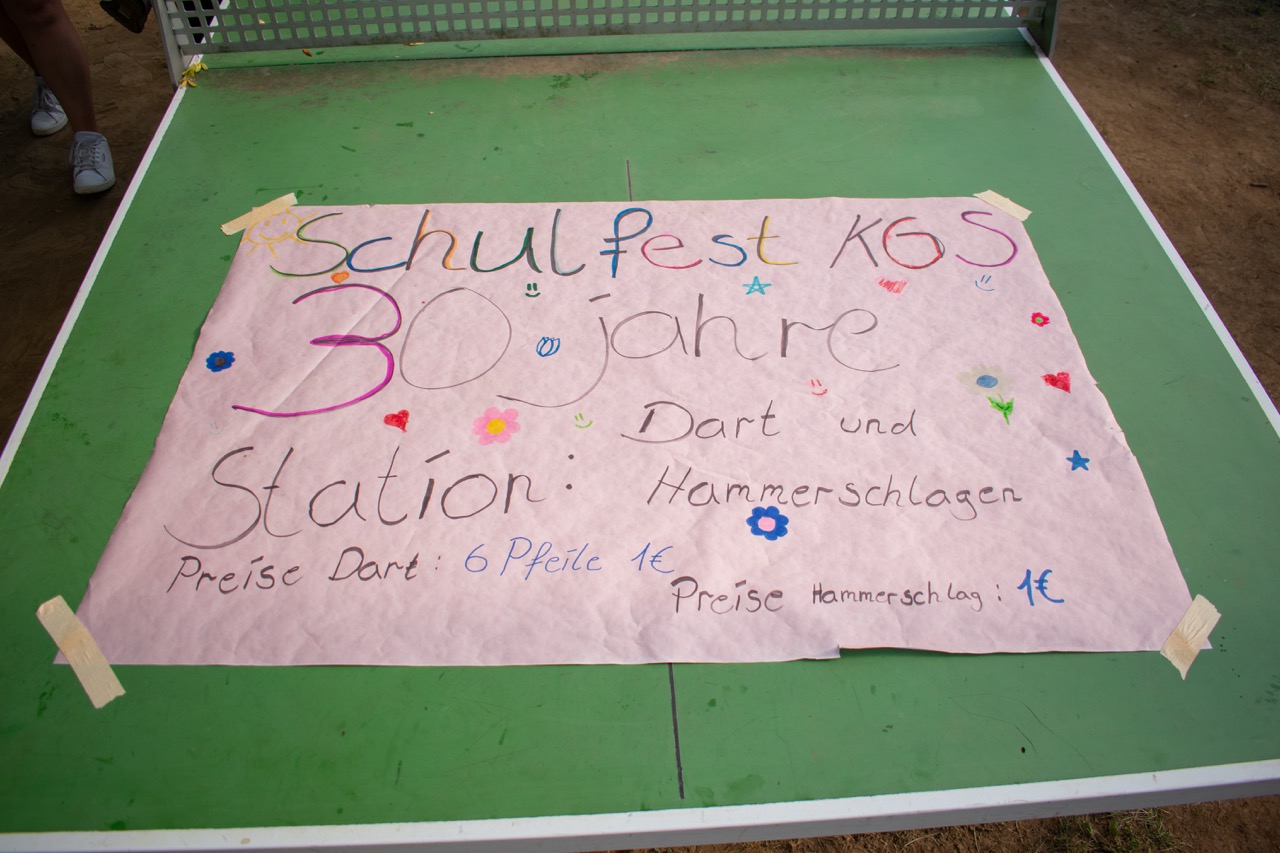 Schulfest KGS
30 jahre
Station: Dart und
Hammerschlagen
Preise Dart: 6 Pfeile 1€
Preise Hammerschlag: 1€